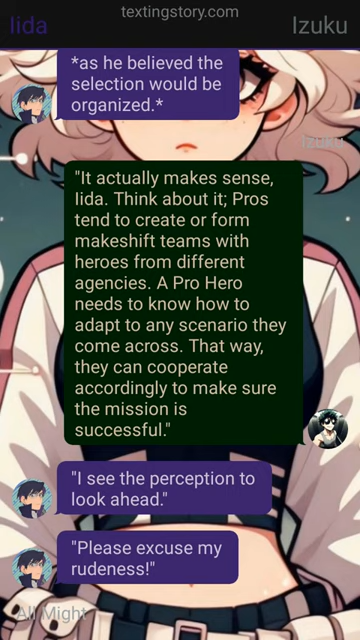 textingstory.com
Iida
Izuku
*as he believed the
selection would be
organized.*
Izuku
"It actually makes sense,
Iida. Think about it; Pros
tend to create or form
makeshift teams with
heroes from different
agencies. A Pro Hero
needs to know how to
adapt to any scenario they
come across. That way,
they can cooperate
accordingly to make sure
the mission is
successful."
"I see the perception to
look ahead."
"Please excuse my
rudeness!"
All Might